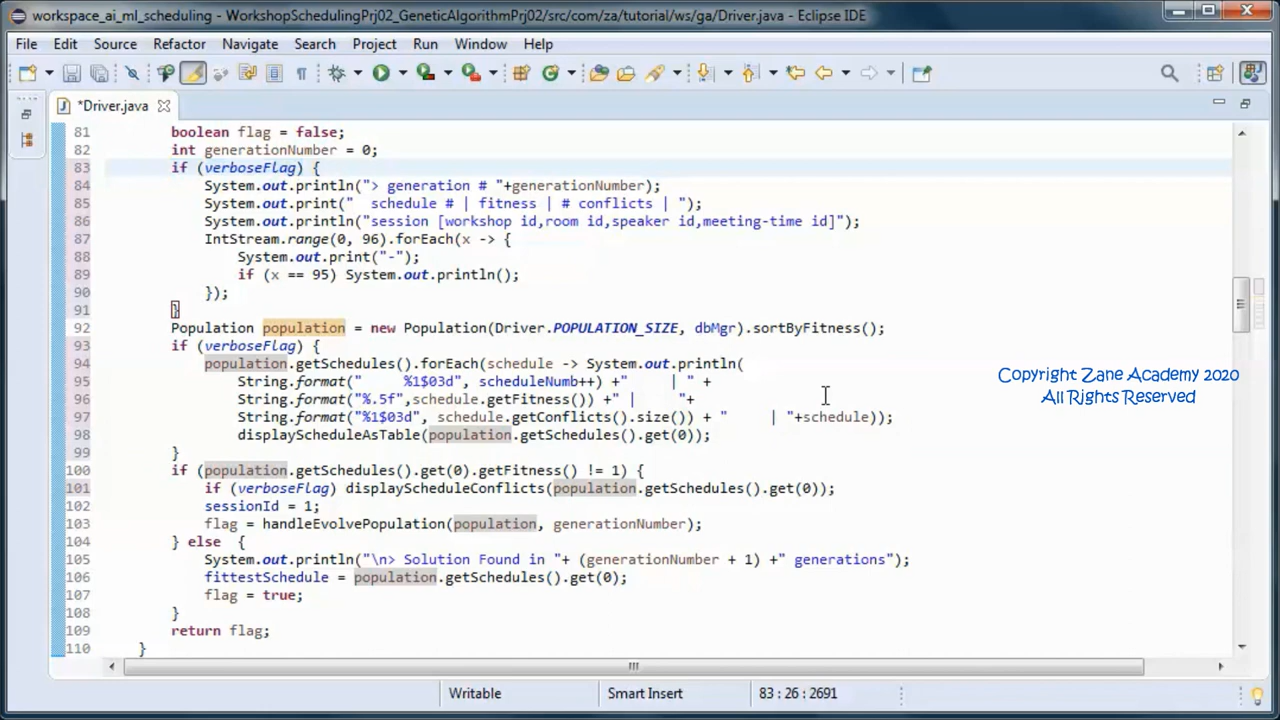 workspace_ai_ml_scheduling - WorkshopSchedulingPrj02_GeneticAlgorithmPrj02/src/com/za/tutorial/ws/ga/Driver.java - Eclipse IDE
File Edit Source Refactor Navigate Search Project Run Window Help
*Driver.java
81 boolean flag = false;
82 int generationNumber = 0;
83 if (verboseFlag) {
84 System.out.println("> generation # "+generationNumber);
85 System.out.print("  schedule # | fitness | # conflicts | ");
86 System.out.println("session [workshop id,room id,speaker id,meeting-time id]");
87 IntStream.range(0, 96).forEach(x -> {
88 System.out.print("-");
89 if (x == 95) System.out.println();
90 });
91 }
92 Population population = new Population(Driver.POPULATION_SIZE, dbMgr).sortByFitness();
93 if (verboseFlag) {
94 population.getSchedules().forEach(schedule -> System.out.println(
95 String.format("     %1$03d", scheduleNumb++) +"     | " +
96 String.format("%.5f",schedule.getFitness()) +" |      "+
97 String.format("%1$03d", schedule.getConflicts().size()) + "     | "+schedule));
98 displayScheduleAsTable(population.getSchedules().get(0));
99 }
100 if (population.getSchedules().get(0).getFitness() != 1) {
101 if (verboseFlag) displayScheduleConflicts(population.getSchedules().get(0));
102 sessionId = 1;
103 flag = handleEvolvePopulation(population, generationNumber);
104 } else  {
105 System.out.println("\n> Solution Found in "+ (generationNumber + 1) +" generations");
106 fittestSchedule = population.getSchedules().get(0);
107 flag = true;
108 }
109 return flag;
110 }
Copyright Zane Academy 2020
All Rights Reserved
Writable Smart Insert 83 : 26 : 2691